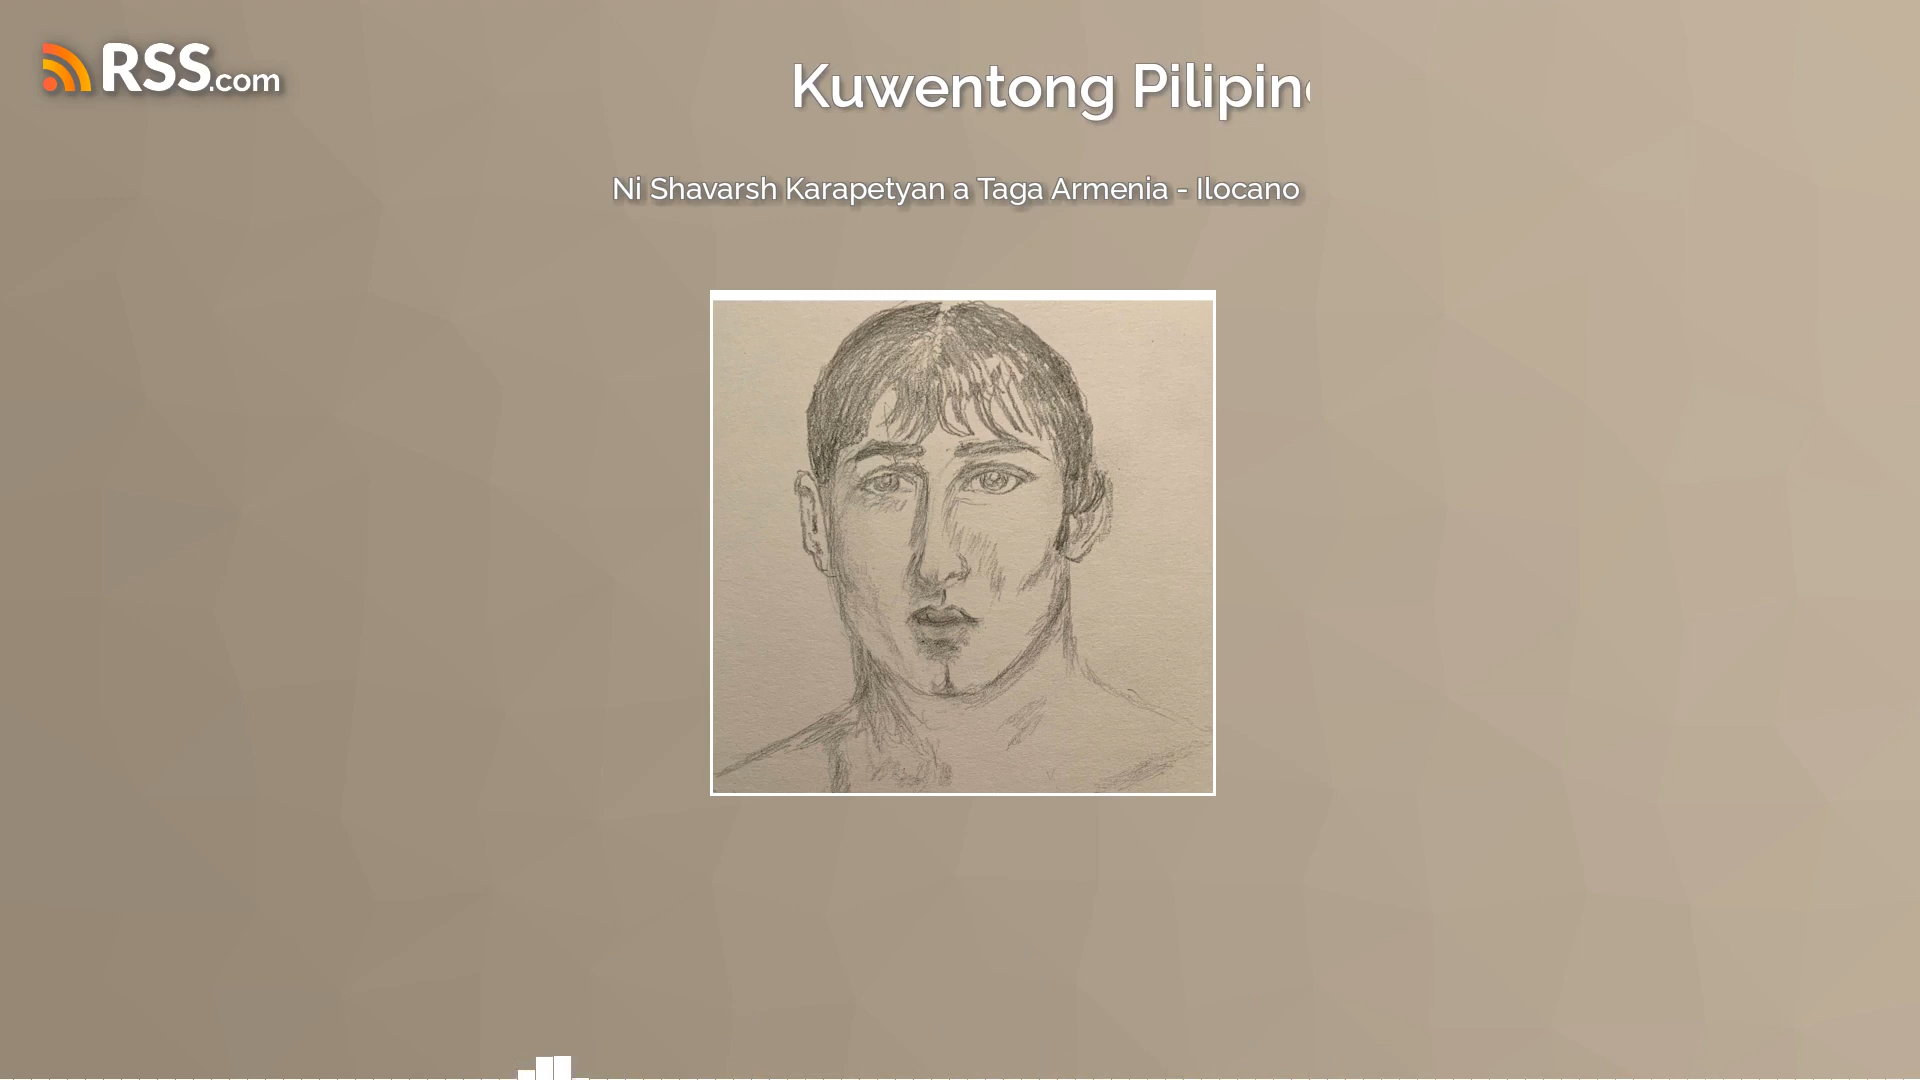 RSS.com
Kuwentong Pilipin
Ni Shavarsh Karapetyan a Taga Armenia - Ilocano